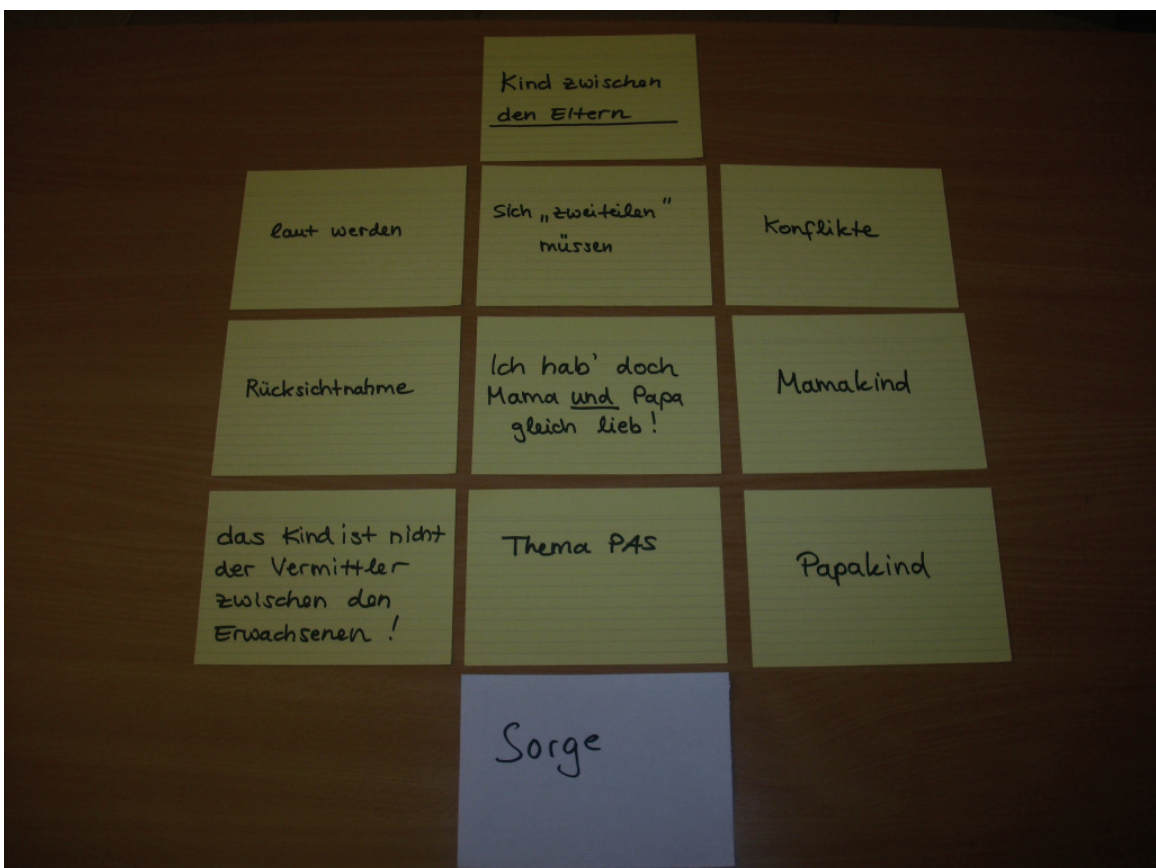 Kind zwischen
den Eltern
laut werden
Sich „zweiteilen"
müssen
Konflikte
Rücksichtnahme
Ich hab' doch
Mama und Papa
gleich lieb!
Mamakind
das Kind ist nicht
der Vermittler
zwischen den
Erwachsenen!
Thema PAS
Papakind
Sorge